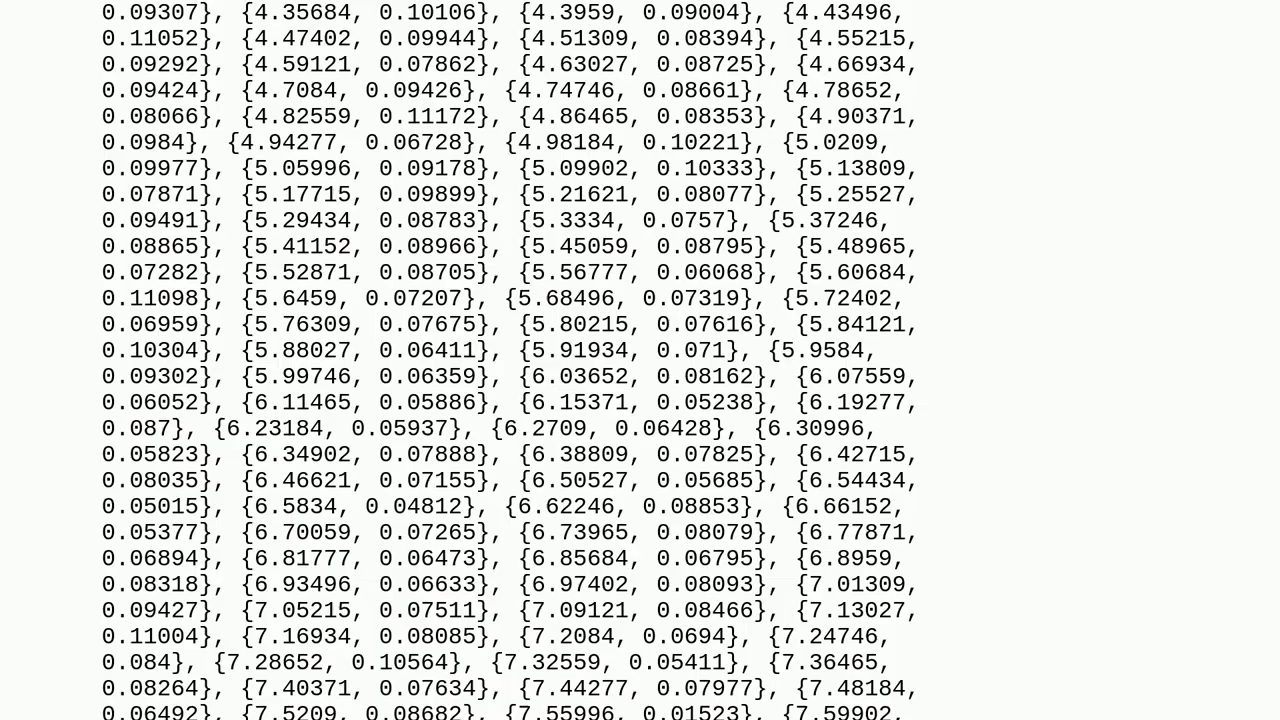 0.09307}, {4.35684, 0.10106}, {4.3959, 0.09004}, {4.43496,
0.11052}, {4.47402, 0.09944}, {4.51309, 0.08394}, {4.55215,
0.09292}, {4.59121, 0.07862}, {4.63027, 0.08725}, {4.66934,
0.09424}, {4.7084, 0.09426}, {4.74746, 0.08661}, {4.78652,
0.08066}, {4.82559, 0.11172}, {4.86465, 0.08353}, {4.90371,
0.0984}, {4.94277, 0.06728}, {4.98184, 0.10221}, {5.0209,
0.09977}, {5.05996, 0.09178}, {5.09902, 0.10333}, {5.13809,
0.07871}, {5.17715, 0.09899}, {5.21621, 0.08077}, {5.25527,
0.09491}, {5.29434, 0.08783}, {5.3334, 0.0757}, {5.37246,
0.08865}, {5.41152, 0.08966}, {5.45059, 0.08795}, {5.48965,
0.07282}, {5.52871, 0.08705}, {5.56777, 0.06068}, {5.60684,
0.11098}, {5.6459, 0.07207}, {5.68496, 0.07319}, {5.72402,
0.06959}, {5.76309, 0.07675}, {5.80215, 0.07616}, {5.84121,
0.10304}, {5.88027, 0.06411}, {5.91934, 0.071}, {5.9584,
0.09302}, {5.99746, 0.06359}, {6.03652, 0.08162}, {6.07559,
0.06052}, {6.11465, 0.05886}, {6.15371, 0.05238}, {6.19277,
0.087}, {6.23184, 0.05937}, {6.2709, 0.06428}, {6.30996,
0.05823}, {6.34902, 0.07888}, {6.38809, 0.07825}, {6.42715,
0.08035}, {6.46621, 0.07155}, {6.50527, 0.05685}, {6.54434,
0.05015}, {6.5834, 0.04812}, {6.62246, 0.08853}, {6.66152,
0.05377}, {6.70059, 0.07265}, {6.73965, 0.08079}, {6.77871,
0.06894}, {6.81777, 0.06473}, {6.85684, 0.06795}, {6.8959,
0.08318}, {6.93496, 0.06633}, {6.97402, 0.08093}, {7.01309,
0.09427}, {7.05215, 0.07511}, {7.09121, 0.08466}, {7.13027,
0.11004}, {7.16934, 0.08085}, {7.2084, 0.0694}, {7.24746,
0.084}, {7.28652, 0.10564}, {7.32559, 0.05411}, {7.36465,
0.08264}, {7.40371, 0.07634}, {7.44277, 0.07977}, {7.48184,
0.06492}, {7.5209, 0.08682}, {7.55996, 0.01523}, {7.59902,